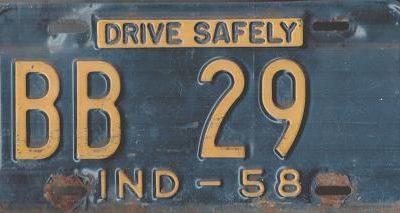 DRIVE SAFELY
BB 29
IND - 58